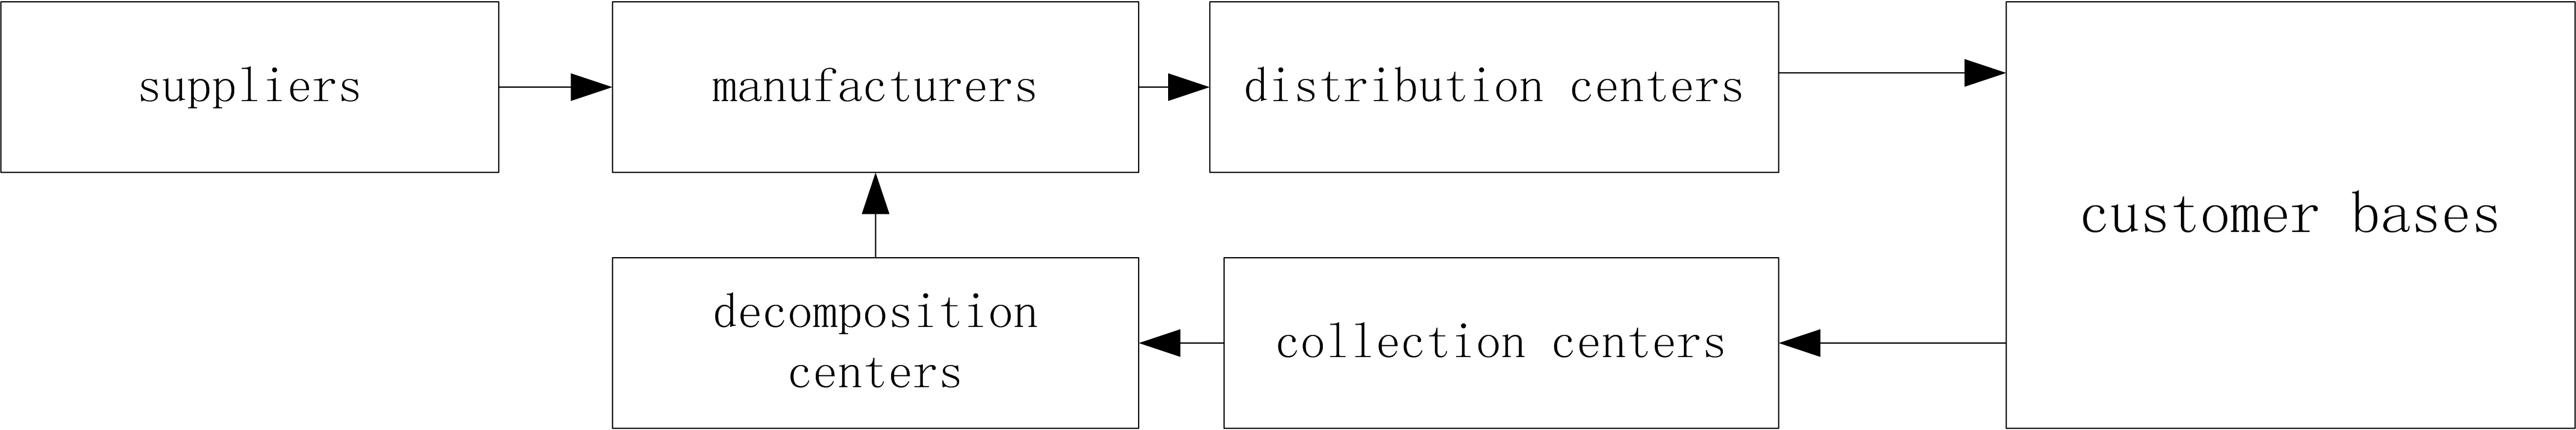 suppliers
manufacturers
distribution centers
customer bases
decomposition
centers
collection centers